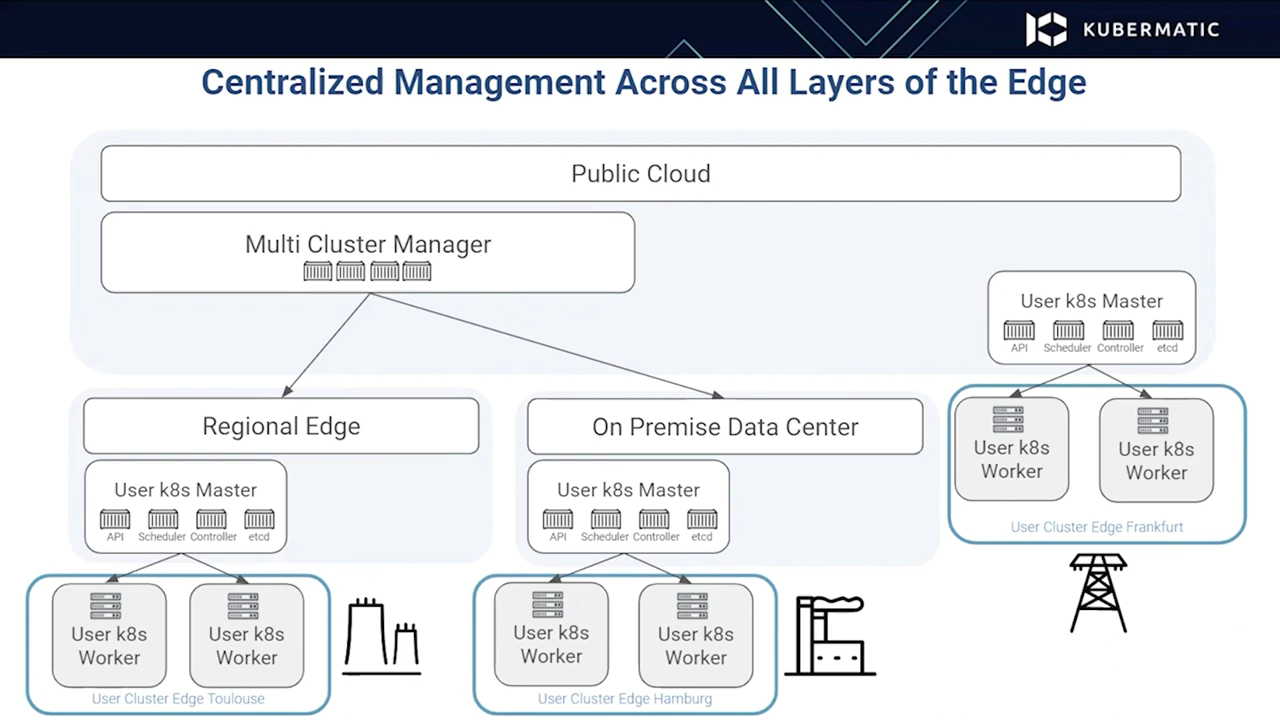 KUBERMATIC
Centralized Management Across All Layers of the Edge
Public Cloud
Multi Cluster Manager
User k8s Master
API Scheduler Controller etcd
User k8s
Worker
User k8s
Worker
User Cluster Edge Frankfurt
Regional Edge
User k8s Master
API Scheduler Controller etcd
User k8s
Worker
User k8s
Worker
User Cluster Edge Toulouse
On Premise Data Center
User k8s Master
API Scheduler Controller etcd
User k8s
Worker
User k8s
Worker
User Cluster Edge Hamburg